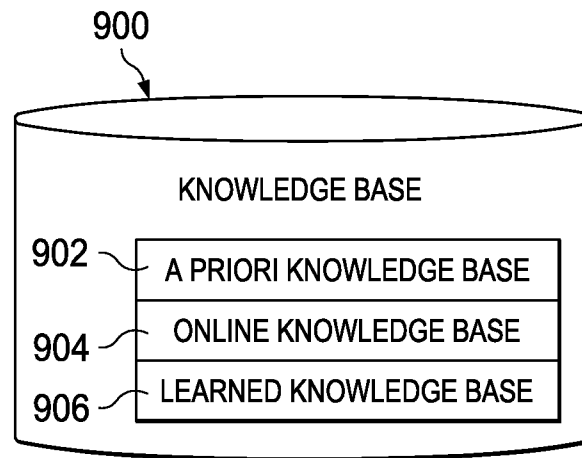 900
KNOWLEDGE BASE
902
A PRIORI KNOWLEDGE BASE
904
ONLINE KNOWLEDGE BASE
906
LEARNED KNOWLEDGE BASE